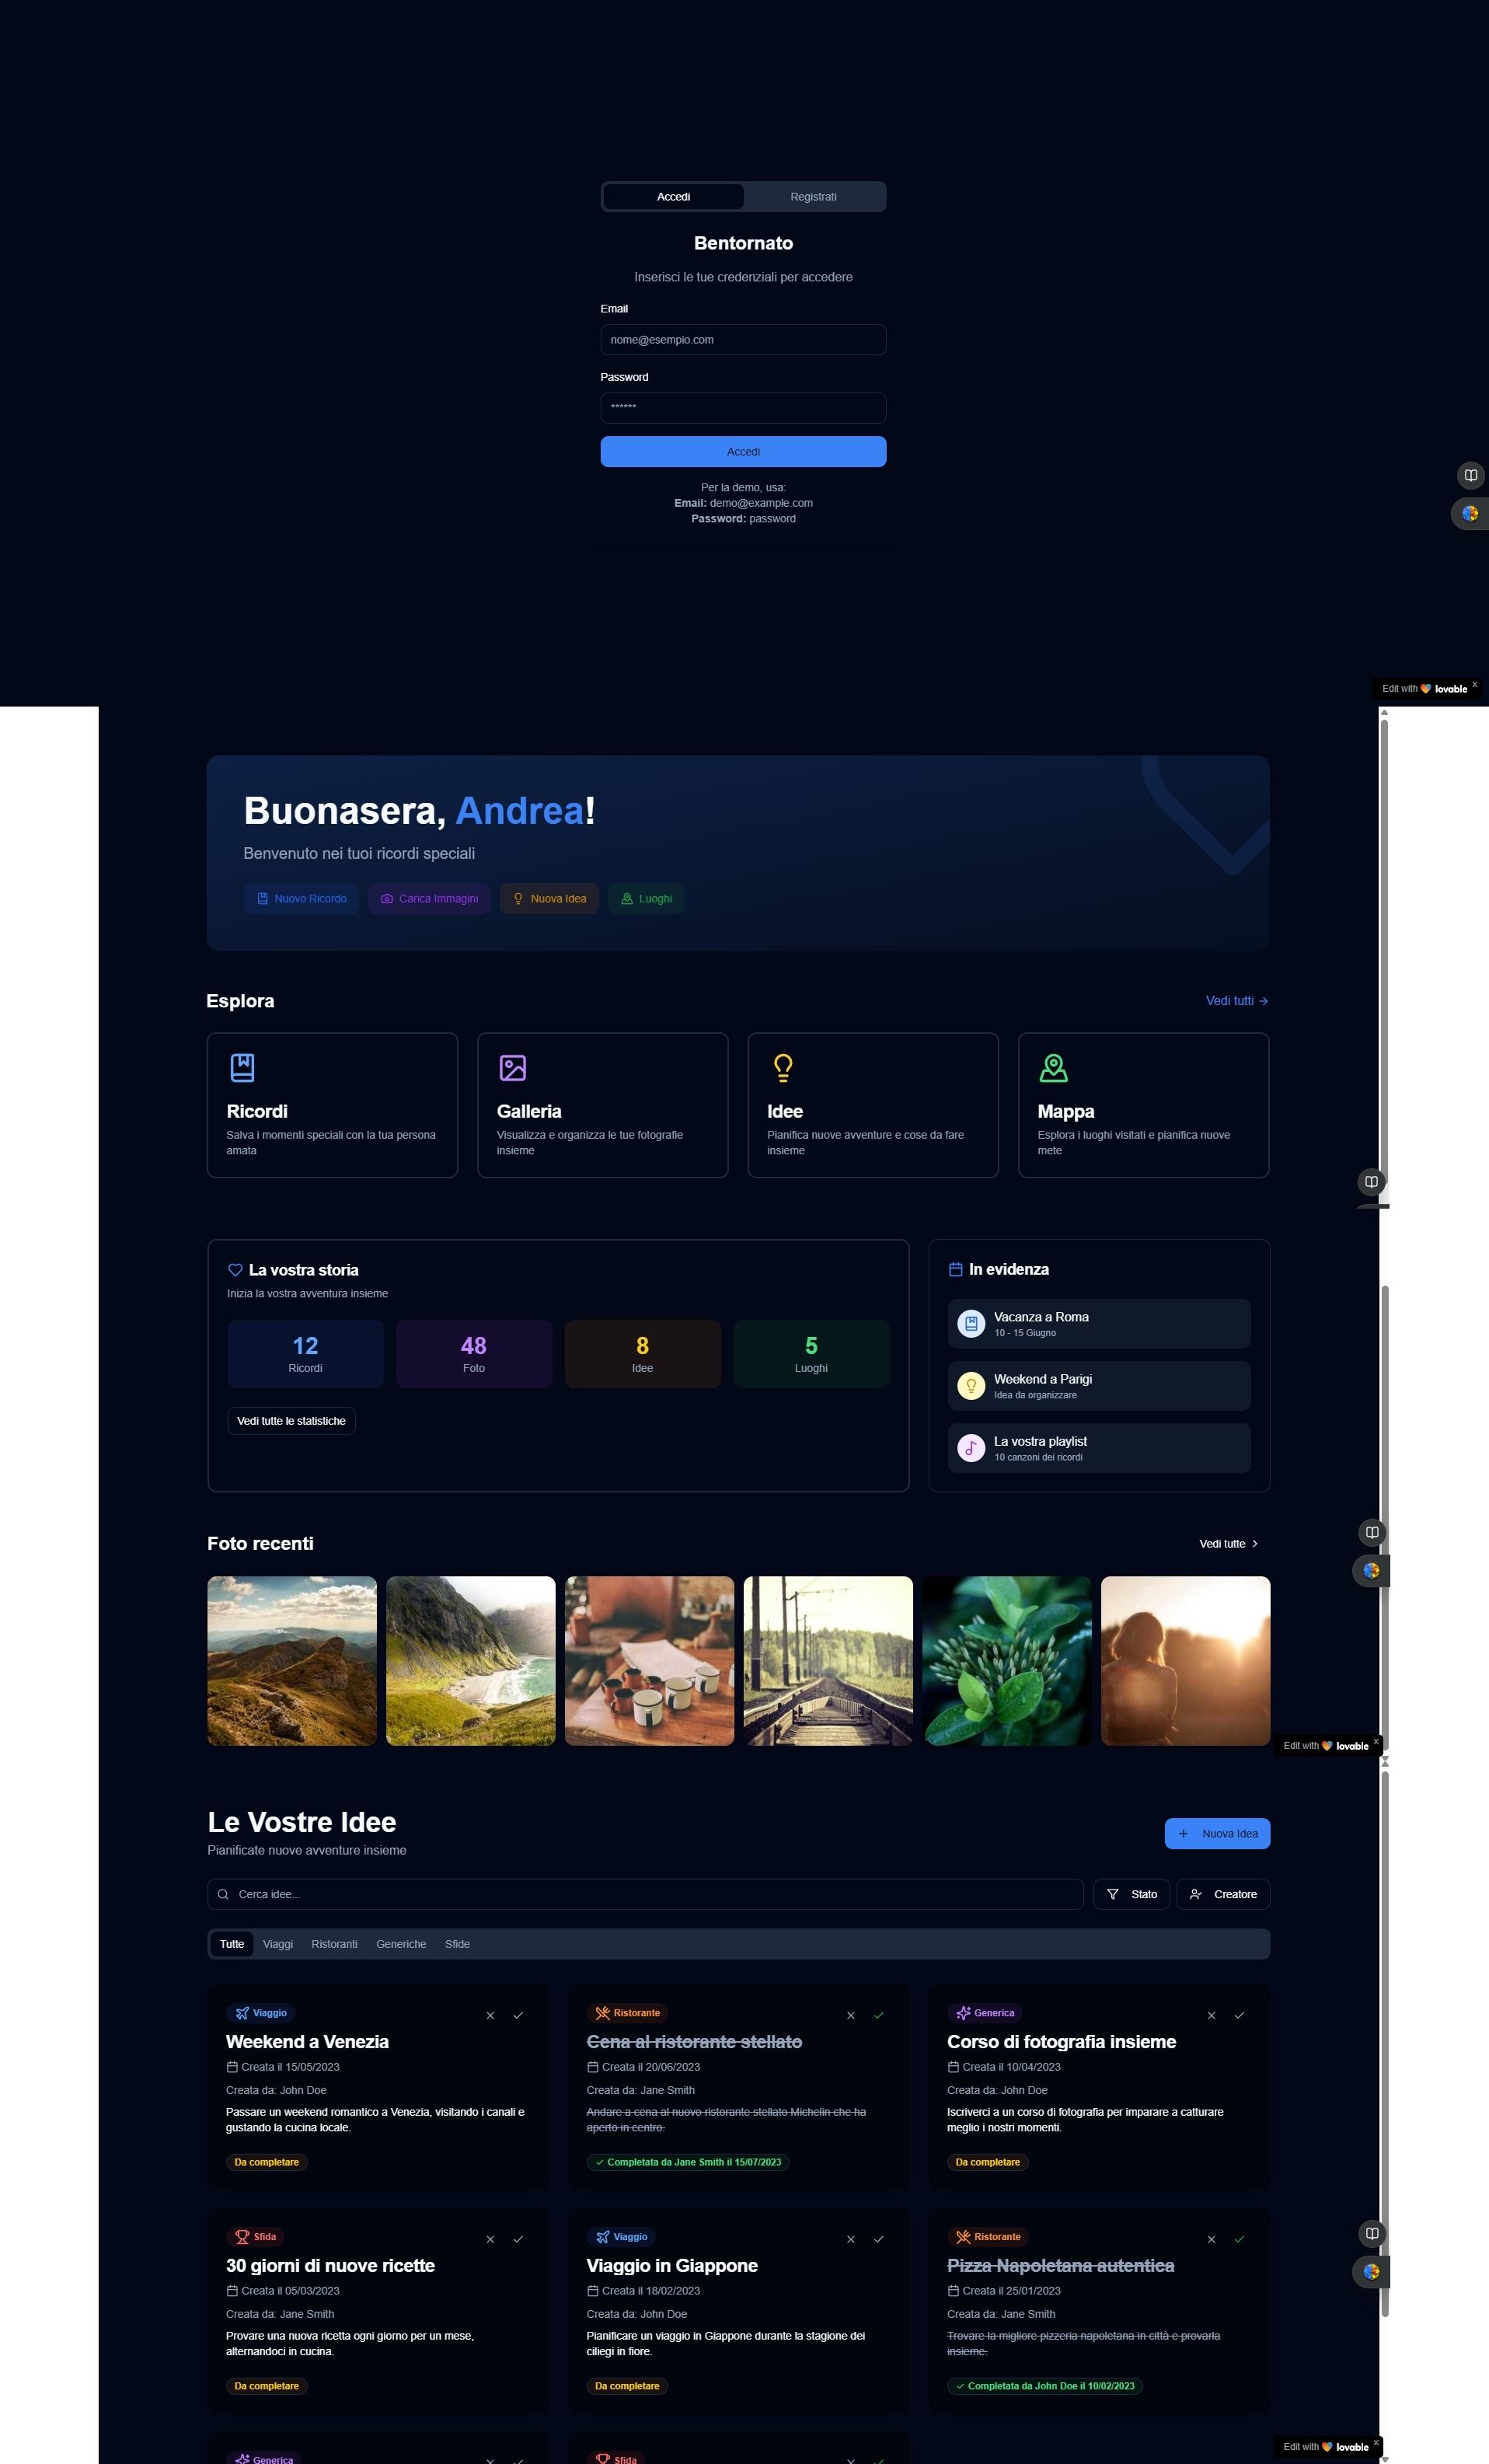 Accedi
Registrati
Bentornato
Inserisci le tue credenziali per accedere
Email
nome@esempio.com
Password
******
Accedi
Per la demo, usa:
Email: demo@example.com
Password: password
Edit with lovable x
Buonasera, Andrea!
Benvenuto nei tuoi ricordi speciali
Nuovo Ricordo
Carica Immagini
Nuova Idea
Luoghi
Esplora
Vedi tutti
Ricordi
Salva i momenti speciali con la tua persona
amata
Galleria
Visualizza e organizza le tue fotografie
insieme
Idee
Pianifica nuove avventure e cose da fare
insieme
Mappa
Esplora i luoghi visitati e pianifica nuove
mete
La vostra storia
Inizia la vostra avventura insieme
12
Ricordi
48
Foto
8
Idee
5
Luoghi
Vedi tutte le statistiche
In evidenza
Vacanza a Roma
10 - 15 Giugno
Weekend a Parigi
Idea da organizzare
La vostra playlist
10 canzoni dei ricordi
Foto recenti
Vedi tutte
Edit with lovable x
Le Vostre Idee
Pianificate nuove avventure insieme
Nuova Idea
Cerca idee...
Stato
Creatore
Tutte
Viaggi
Ristoranti
Generiche
Sfide
Viaggio
Weekend a Venezia
Creata il 15/05/2023
Creata da: John Doe
Passare un weekend romantico a Venezia, visitando i canali e
gustando la cucina locale.
Da completare
Ristorante
Cena al ristorante stellato
Creata il 20/06/2023
Creata da: Jane Smith
Andare a cena al nuovo ristorante stellato Michelin che ha
aperto in centro.
Completata da Jane Smith il 15/07/2023
Generica
Corso di fotografia insieme
Creata il 10/04/2023
Creata da: John Doe
Iscriverci a un corso di fotografia per imparare a catturare
meglio i nostri momenti.
Da completare
Sfida
30 giorni di nuove ricette
Creata il 05/03/2023
Creata da: Jane Smith
Provare una nuova ricetta ogni giorno per un mese,
alternandoci in cucina.
Da completare
Viaggio
Viaggio in Giappone
Creata il 18/02/2023
Creata da: John Doe
Pianificare un viaggio in Giappone durante la stagione dei
ciliegi in fiore.
Da completare
Ristorante
Pizza Napoletana autentica
Creata il 25/01/2023
Creata da: Jane Smith
Trovare la migliore pizzeria napoletana in città e provarla
insieme.
Completata da John Doe il 10/02/2023
Generica
Sfida
Edit with lovable x